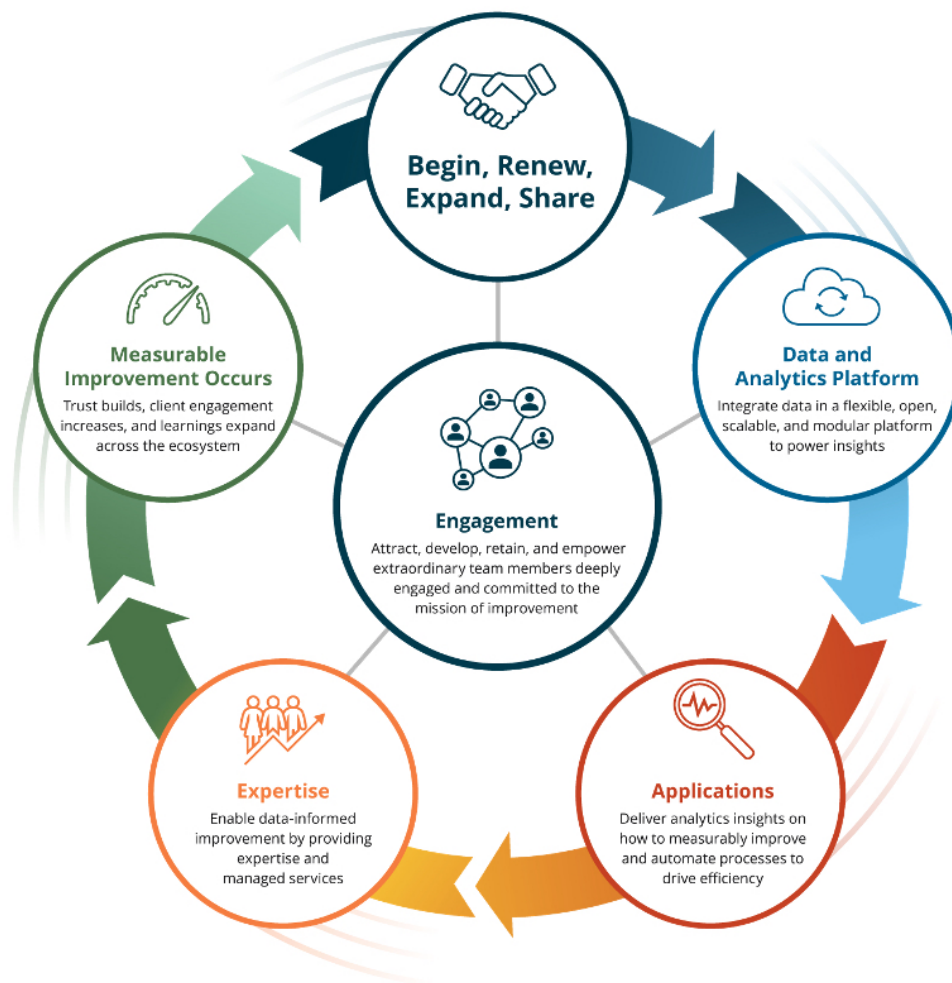 Begin, Renew,
Expand, Share
Data and
Analytics Platform
Integrate data in a flexible, open,
scalable, and modular platform
to power insights
Applications
Deliver analytics insights on
how to measurably improve
and automate processes to
drive efficiency
Expertise
Enable data-informed
improvement by providing
expertise and
managed services
Measurable
Improvement Occurs
Trust builds, client engagement
increases, and learnings expand
across the ecosystem
Engagement
Attract, develop, retain, and empower
extraordinary team members deeply
engaged and committed to the
mission of improvement